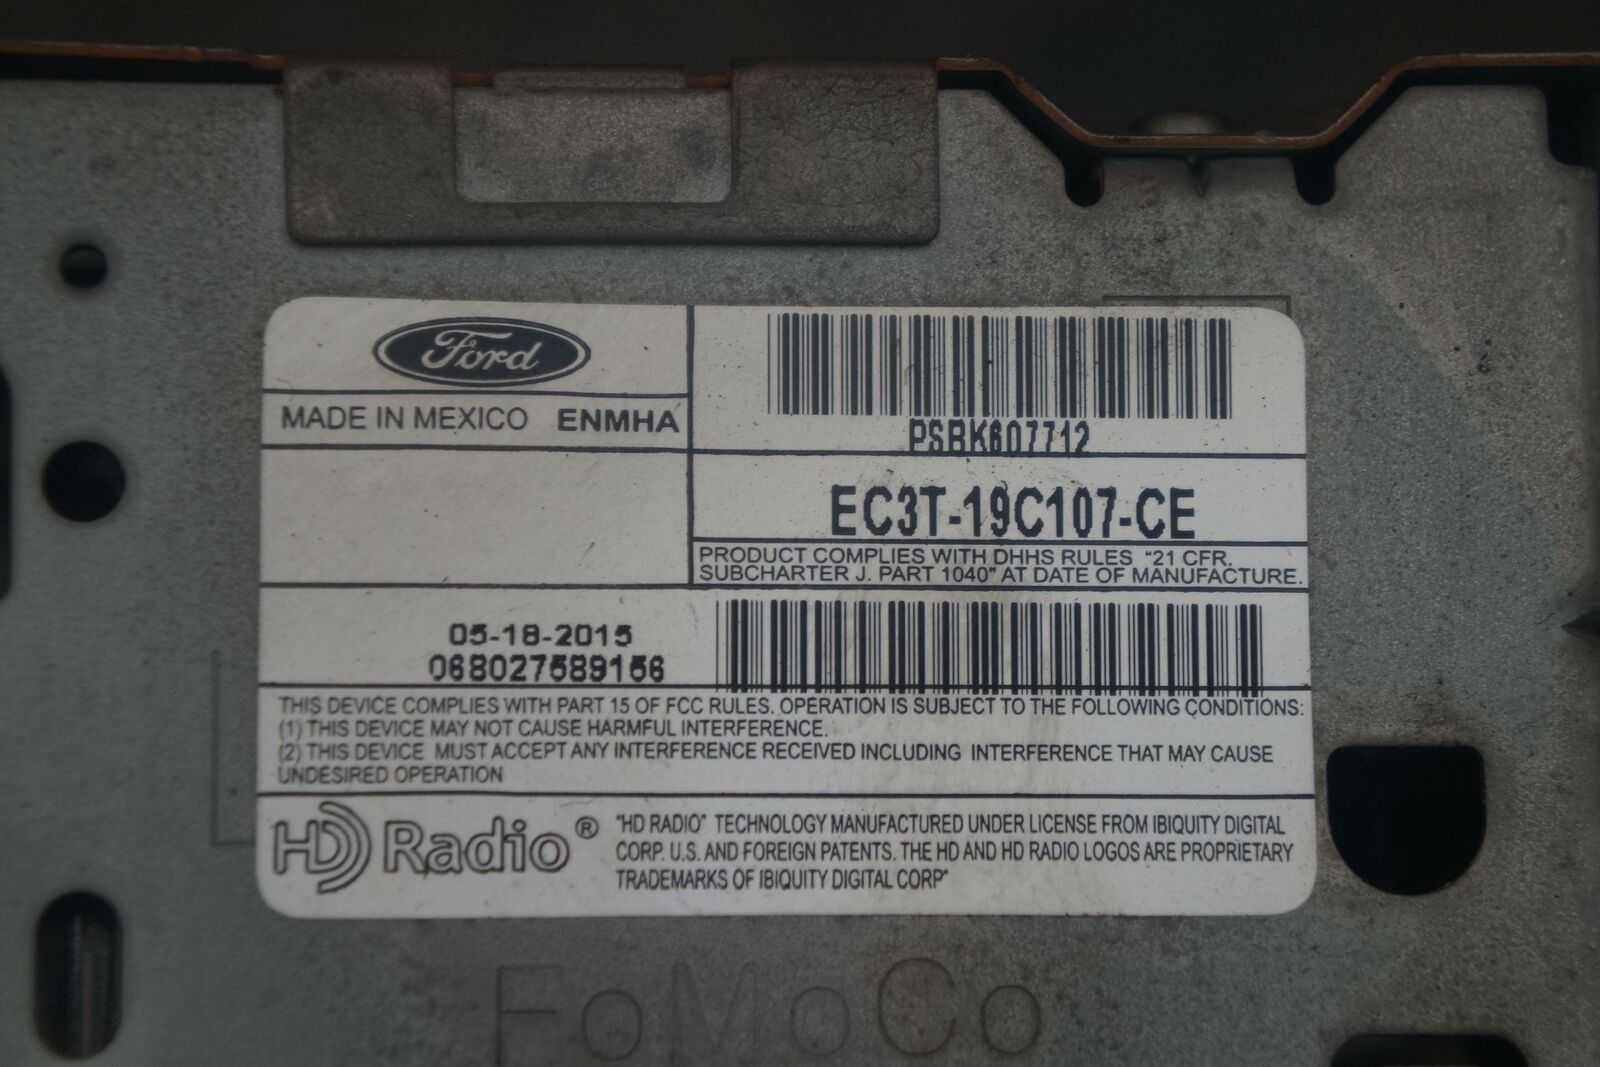 Ford
MADE IN MEXICO ENMHA
PSBK607712
EC3T-19C107-CE
PRODUCT COMPLIES WITH DHHS RULES "21 CFR.
SUBCHARTER J. PART 1040" AT DATE OF MANUFACTURE.
05-18-2015
068027589156
THIS DEVICE COMPLIES WITH PART 15 OF FCC RULES. OPERATION IS SUBJECT TO THE FOLLOWING CONDITIONS:
(1) THIS DEVICE MAY NOT CAUSE HARMFUL INTERFERENCE.
(2) THIS DEVICE MUST ACCEPT ANY INTERFERENCE RECEIVED INCLUDING INTERFERENCE THAT MAY CAUSE
UNDESIRED OPERATION
HD Radio®
"HD RADIO" TECHNOLOGY MANUFACTURED UNDER LICENSE FROM IBIQUITY DIGITAL
CORP. U.S. AND FOREIGN PATENTS. THE HD AND HD RADIO LOGOS ARE PROPRIETARY
TRADEMARKS OF IBIQUITY DIGITAL CORP"
FoMoCo